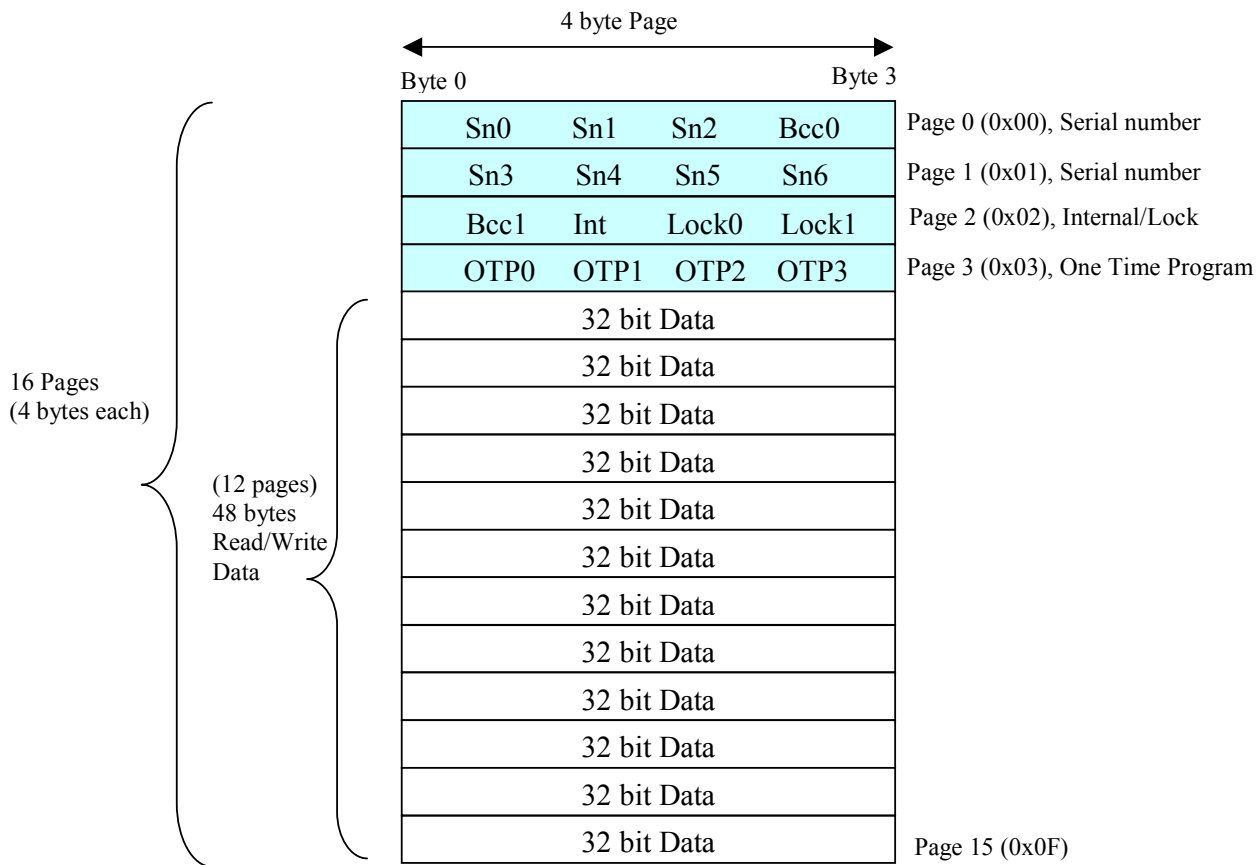 4 byte Page
Byte 0 Byte 3
Sn0 Sn1 Sn2 Bcc0 Page 0 (0x00), Serial number
Sn3 Sn4 Sn5 Sn6 Page 1 (0x01), Serial number
Bcc1 Int Lock0 Lock1 Page 2 (0x02), Internal/Lock
OTP0 OTP1 OTP2 OTP3 Page 3 (0x03), One Time Program
32 bit Data
32 bit Data
32 bit Data
32 bit Data
32 bit Data
32 bit Data
32 bit Data
32 bit Data
32 bit Data
32 bit Data
32 bit Data
32 bit Data Page 15 (0x0F)
16 Pages
(4 bytes each)
(12 pages)
48 bytes
Read/Write
Data